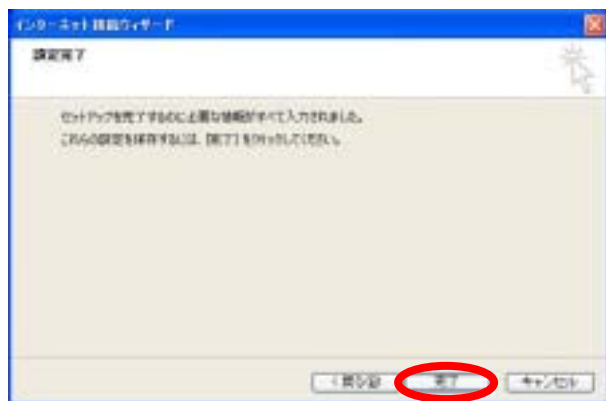 インターネット接続ウィザード
設定完了
セットアップを完了するのに必要な情報がすべて入力されました。
これらの設定を保存するには、[完了]をクリックしてください。
< 戻る(B)
完了
キャンセル